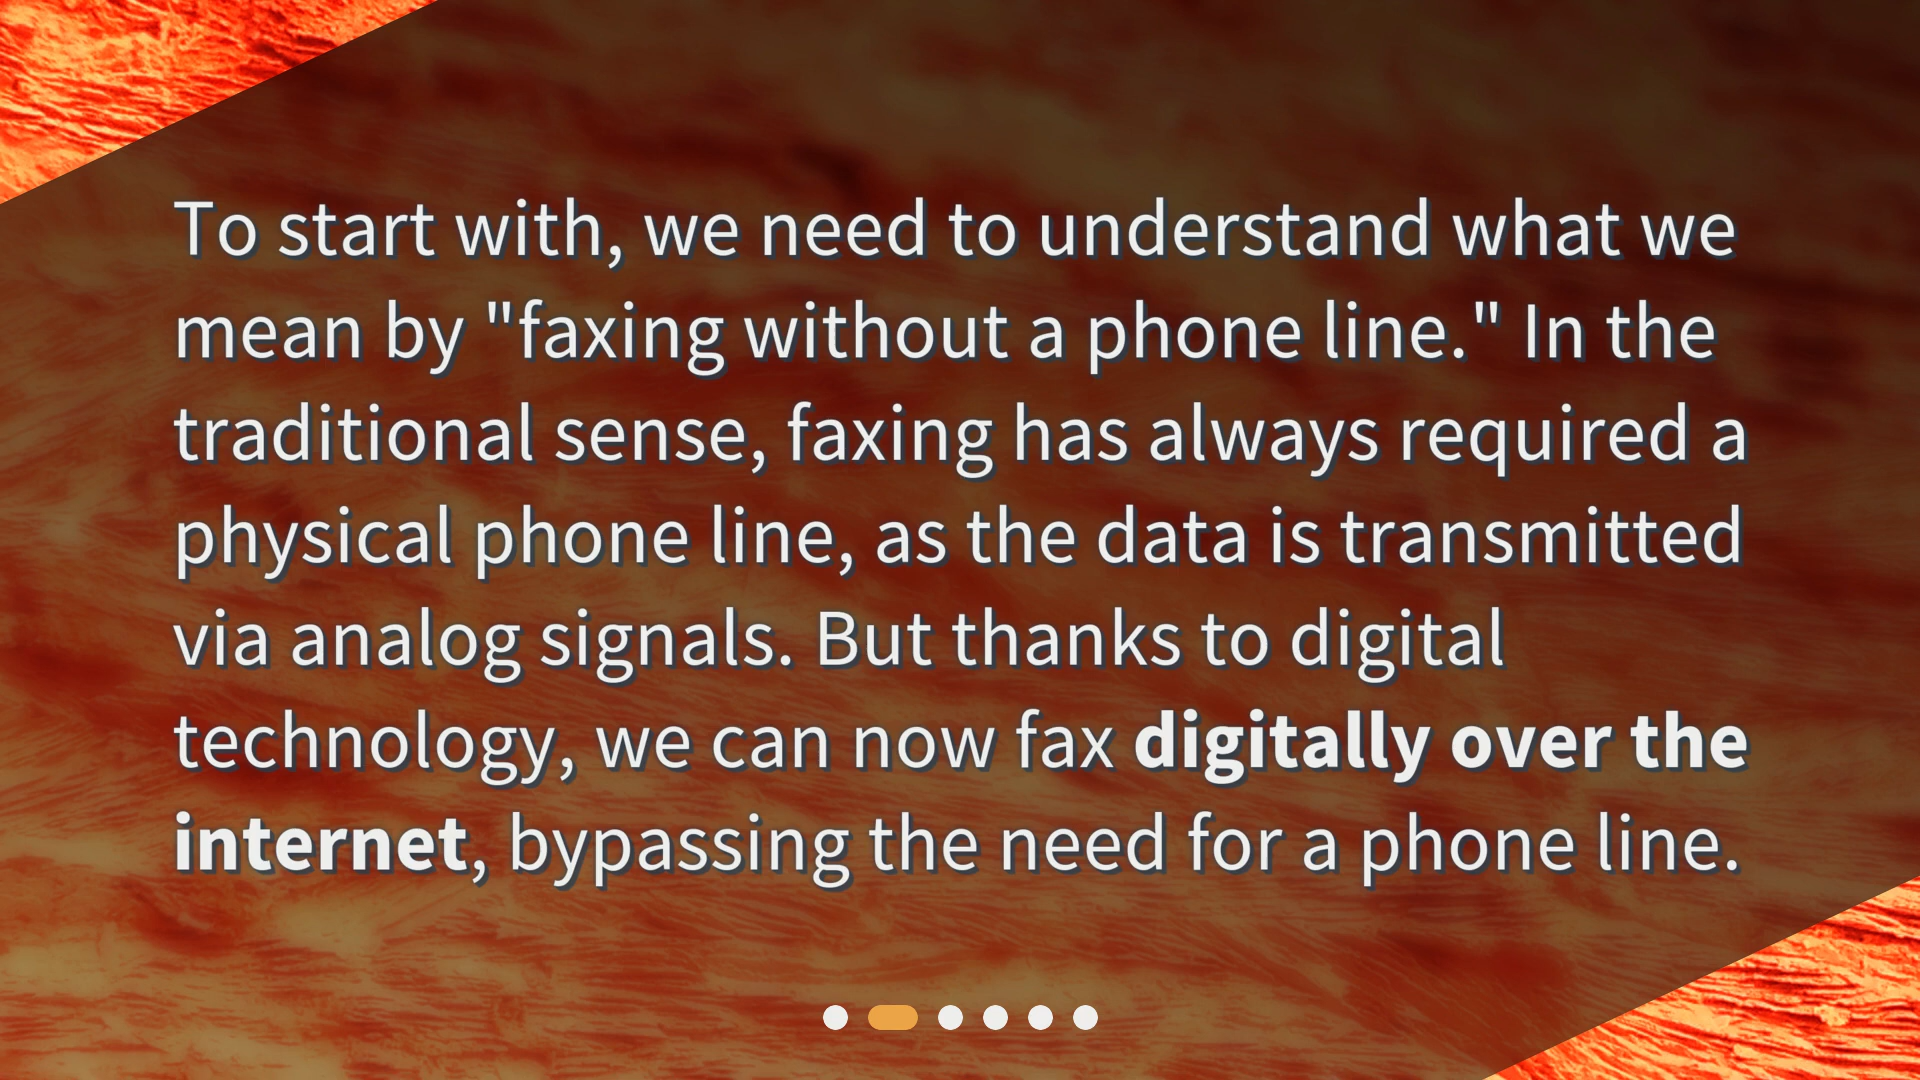 To start with, we need to understand what we
mean by "faxing without a phone line." In the
traditional sense, faxing has always required a
physical phone line, as the data is transmitted
via analog signals. But thanks to digital
technology, we can now fax digitally over the
internet, bypassing the need for a phone line.